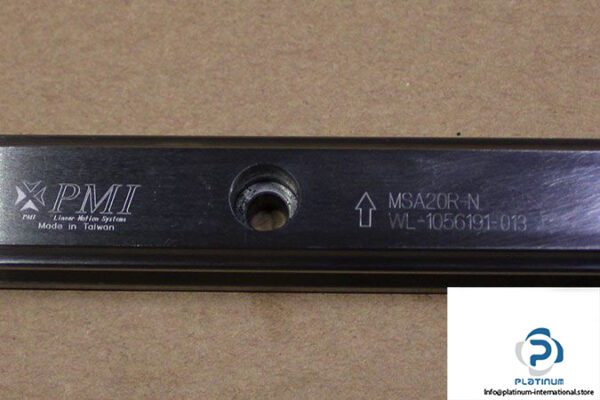 PMI
PMI Linear Motion Systems
Made in Taiwan
MSA20R-N
WL-1056191-013
P
PLATINUM
Info@platinum-international.store